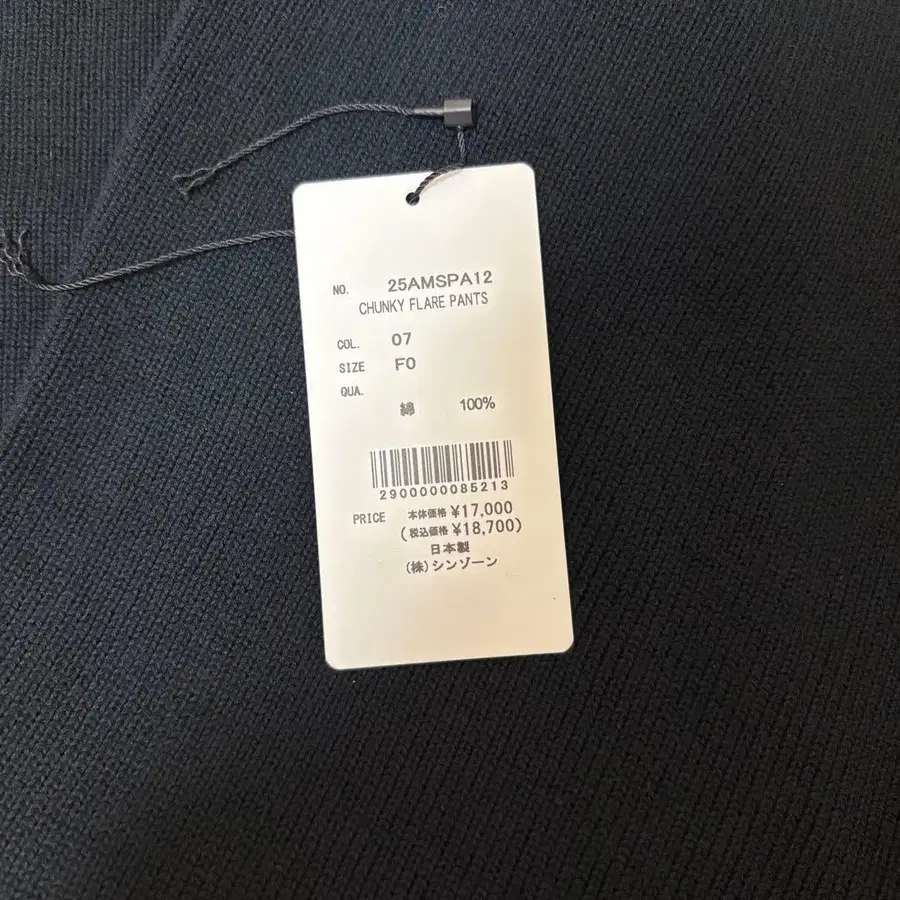 NO. 25AMSPA12
CHUNKY FLARE PANTS
COL. 07
SIZE F0
QUA.
綿 100%
2900000085213
PRICE 本体価格 ¥17,000
(税込価格 ¥18,700)
日本製
(株)シンゾーン